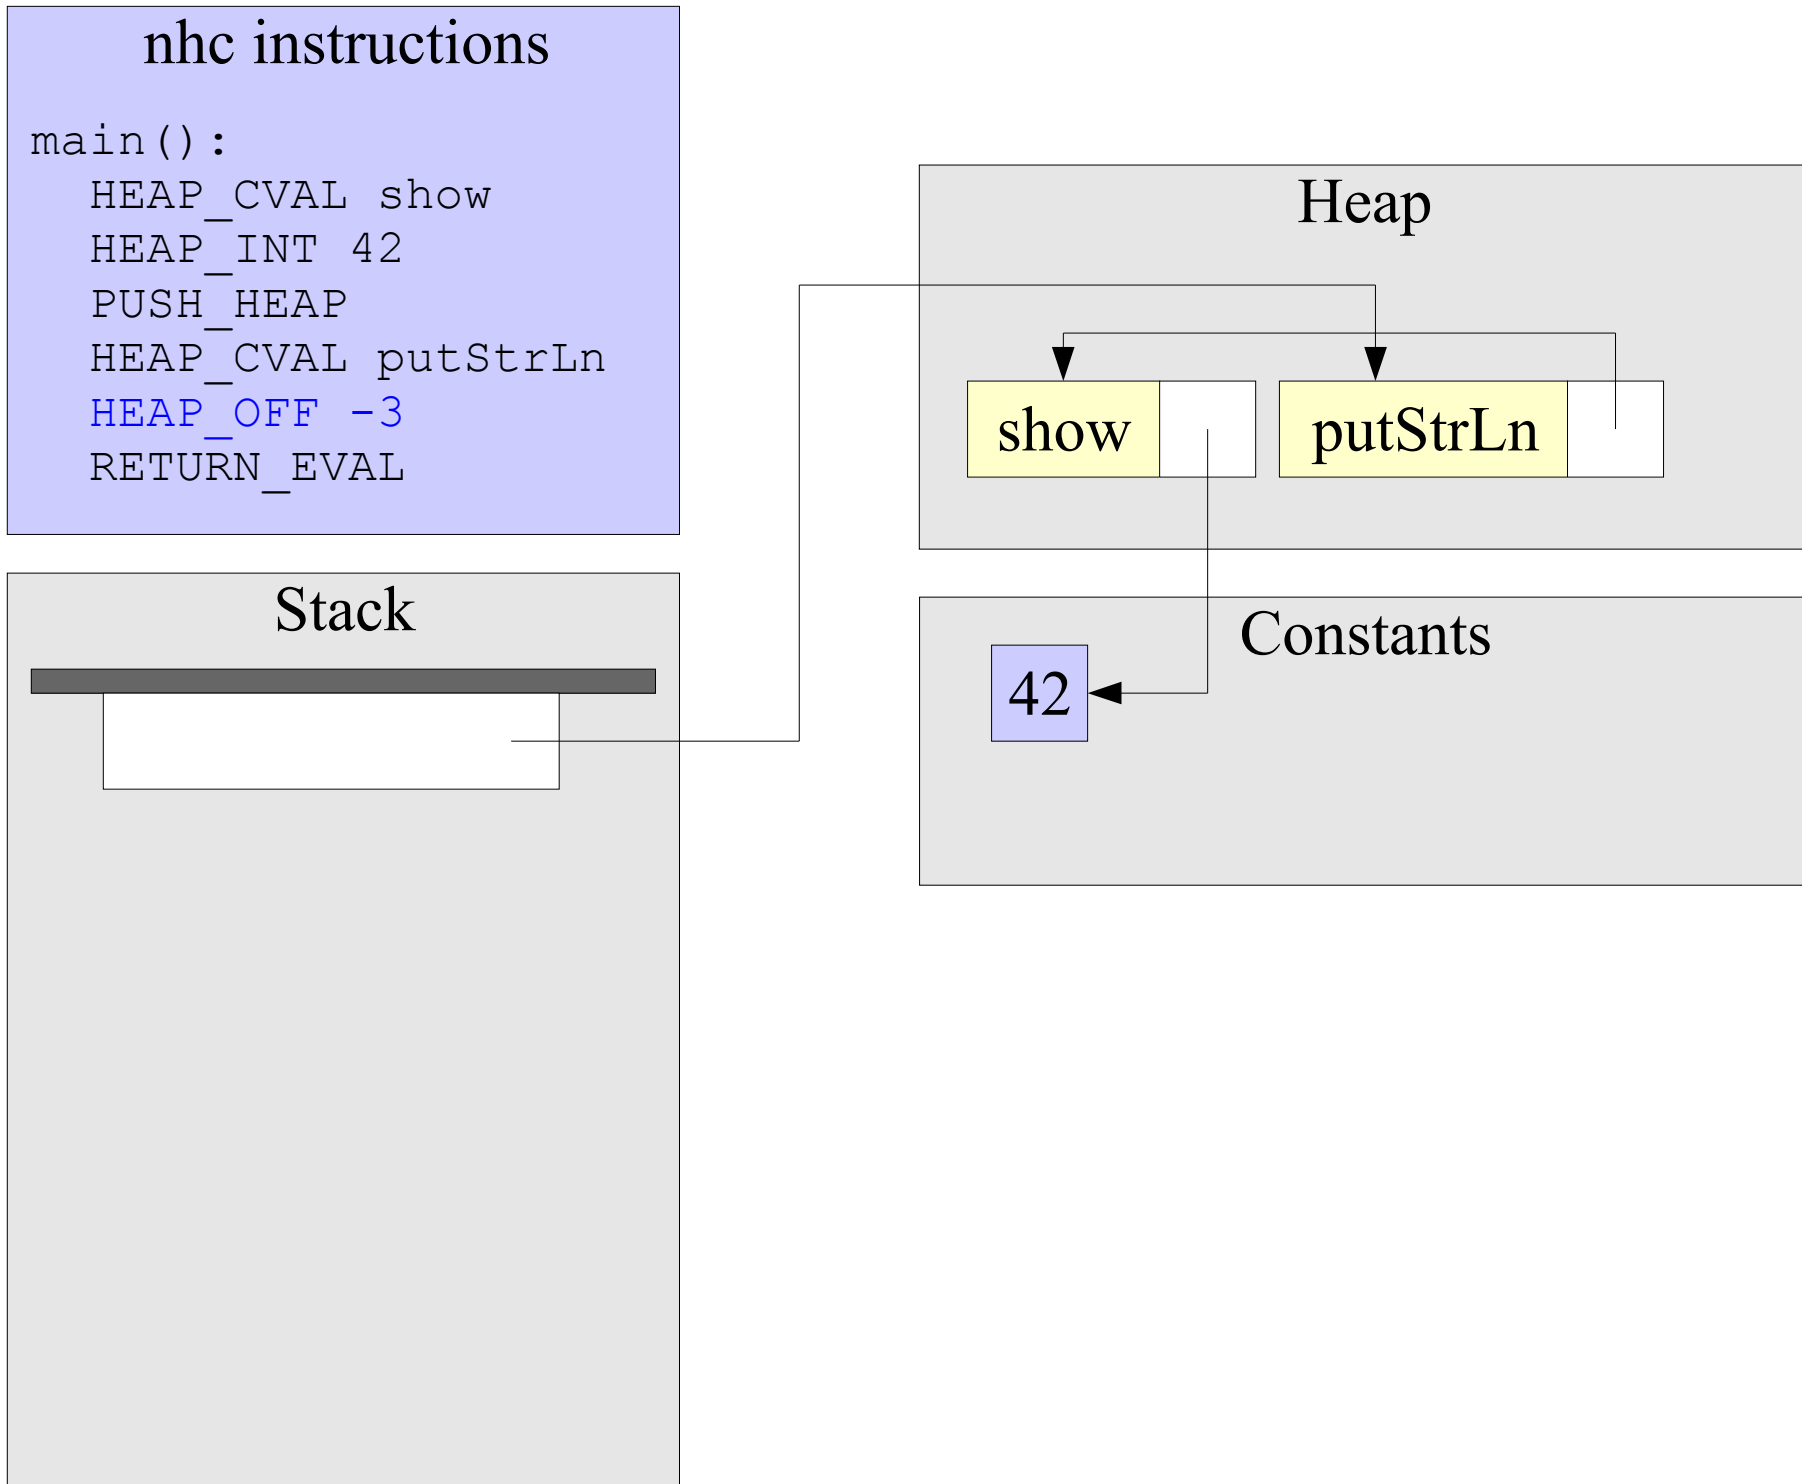 nhc instructions
main():
HEAP_CVAL show
HEAP_INT 42
PUSH_HEAP
HEAP_CVAL putStrLn
HEAP_OFF -3
RETURN_EVAL
Heap
show
putStrLn
Stack
Constants
42